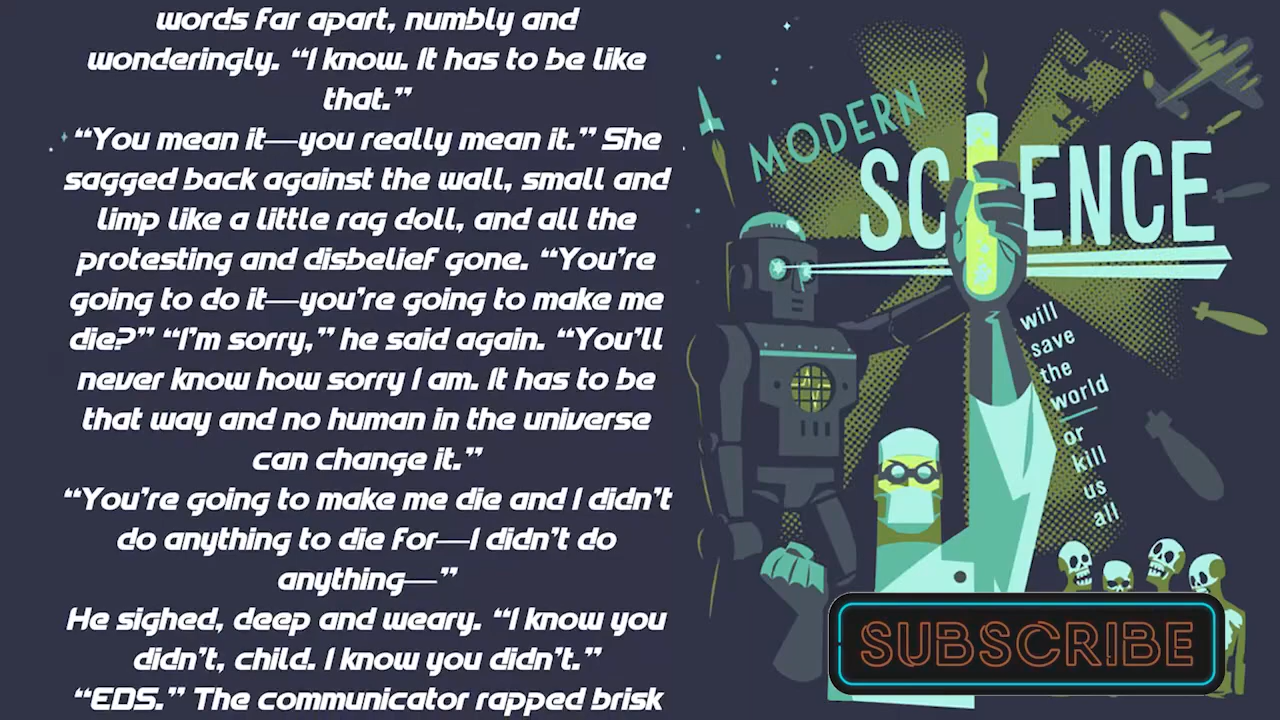 words far apart, numbly and
wonderingly. “I know. It has to be like
that.”
“You mean it—you really mean it.” She
sagged back against the wall, small and
limp like a little rag doll, and all the
protesting and disbelief gone. “You’re
going to do it—you’re going to make me
die?” “I’m sorry,” he said again. “You’ll
never know how sorry I am. It has to be
that way and no human in the universe
can change it.”
“You’re going to make me die and I didn’t
do anything to die for—I didn’t do
anything—”
He sighed, deep and weary. “I know you
didn’t, child. I know you didn’t.”
“EDS.” The communicator rapped brisk
MODERN
SCIENCE
will
save
the
world
or
kill
us
all
SUBSCRIBE